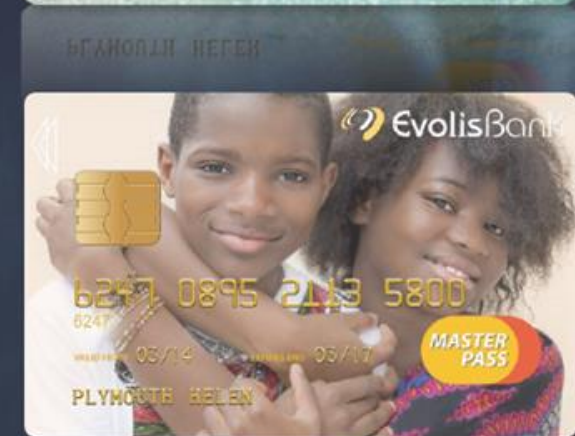 EvolisBank
6247 0895 2113 5800
6247
03/14 03/17
MASTER
PASS
PLYMOUTH HELEN